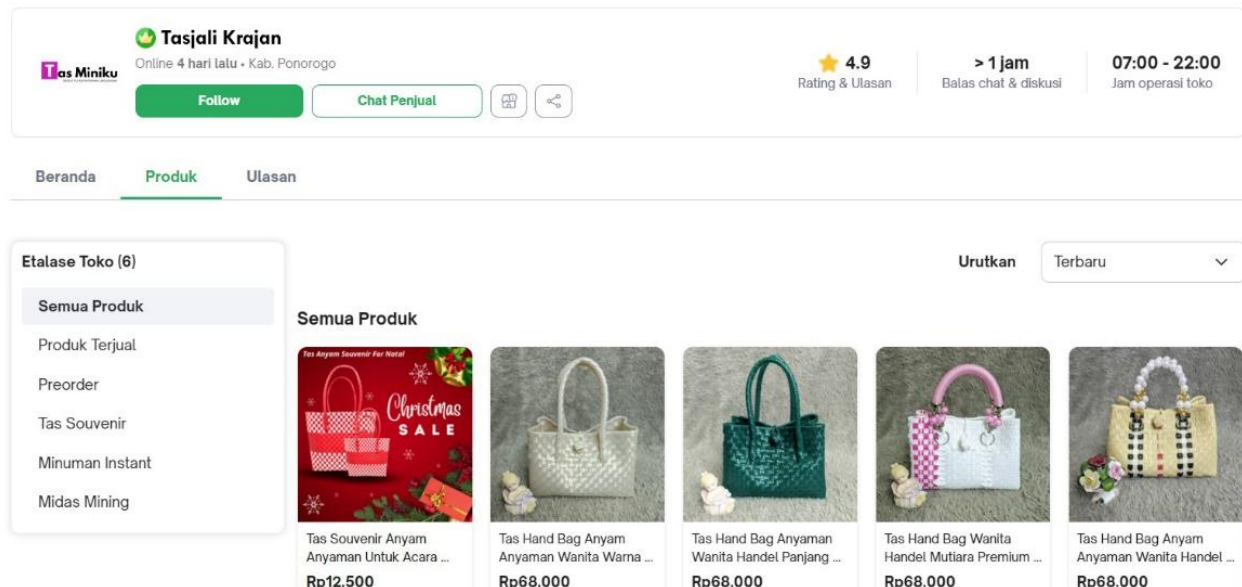 Tas Miniku
Tasjali Krajan
Online 4 hari lalu • Kab. Ponorogo
Follow
Chat Penjual
4.9
Rating & Ulasan
> 1 jam
Balas chat & diskusi
07:00 - 22:00
Jam operasi toko
Beranda
Produk
Ulasan
Etalase Toko (6)
Semua Produk
Produk Terjual
Preorder
Tas Souvenir
Minuman Instant
Midas Mining
Urutkan
Terbaru
Semua Produk
Tas Anyam Souvenir For Natal
Christmas
SALE
Tas Souvenir Anyam
Anyaman Untuk Acara ...
Rp12.500
Tas Hand Bag Anyam
Anyaman Wanita Warna ...
Rp68.000
Tas Hand Bag Anyaman
Wanita Handel Panjang ...
Rp68.000
Tas Hand Bag Wanita
Handel Mutiara Premium ...
Rp68.000
Tas Hand Bag Anyam
Anyaman Wanita Handel ...
Rp68.000